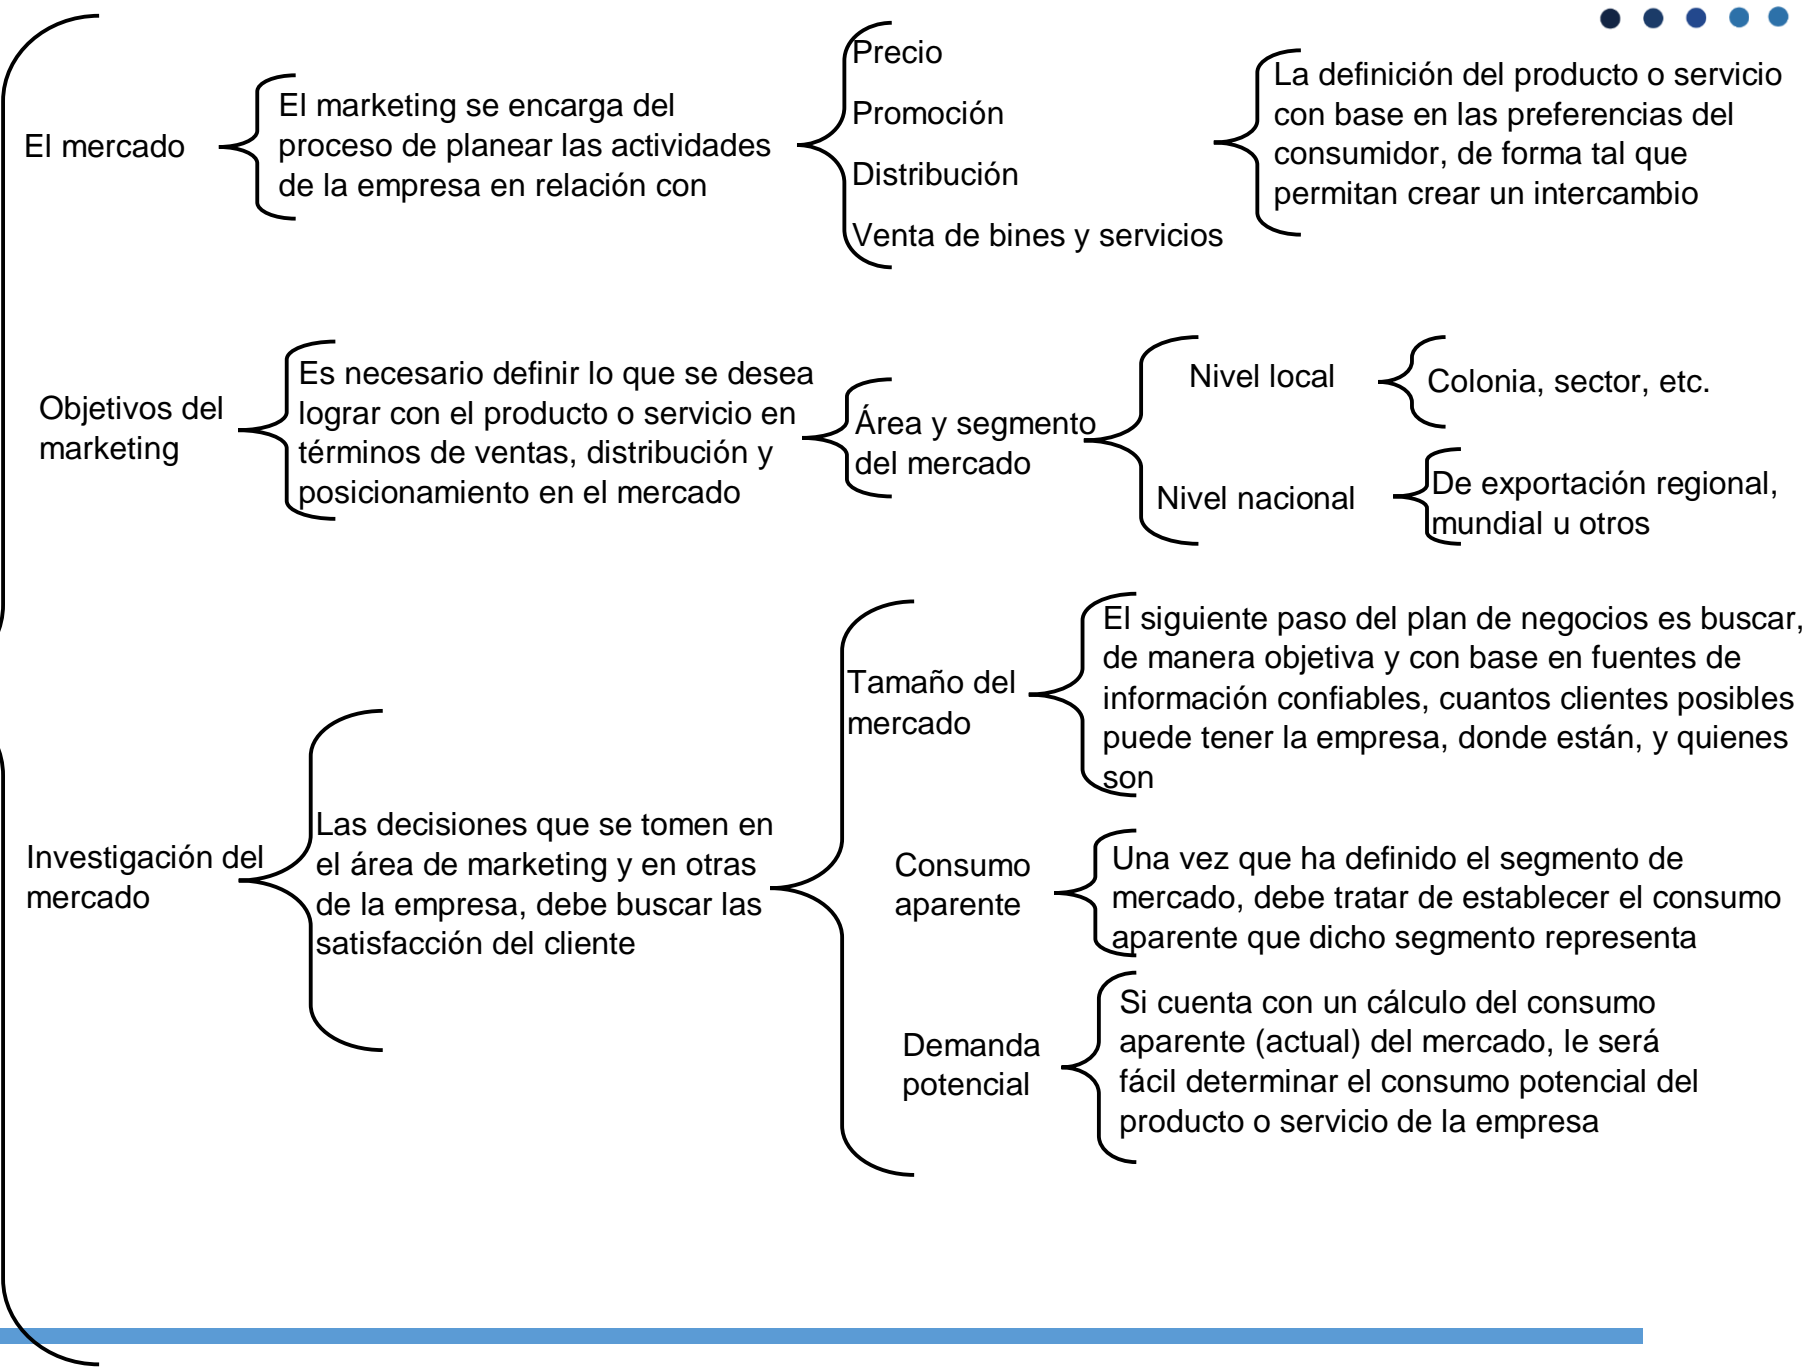 El mercado
El marketing se encarga del
proceso de planear las actividades
de la empresa en relación con
Precio
Promoción
Distribución
Venta de bines y servicios
La definición del producto o servicio
con base en las preferencias del
consumidor, de forma tal que
permitan crear un intercambio
Objetivos del
marketing
Es necesario definir lo que se desea
lograr con el producto o servicio en
términos de ventas, distribución y
posicionamiento en el mercado
Área y segmento
del mercado
Nivel local
Colonia, sector, etc.
Nivel nacional
De exportación regional,
mundial u otros
Investigación del
mercado
Las decisiones que se tomen en
el área de marketing y en otras
de la empresa, debe buscar las
satisfacción del cliente
Tamaño del
mercado
El siguiente paso del plan de negocios es buscar,
de manera objetiva y con base en fuentes de
información confiables, cuantos clientes posibles
puede tener la empresa, donde están, y quienes
son
Consumo
aparente
Una vez que ha definido el segmento de
mercado, debe tratar de establecer el consumo
aparente que dicho segmento representa
Demanda
potencial
Si cuenta con un cálculo del consumo
aparente (actual) del mercado, le será
fácil determinar el consumo potencial del
producto o servicio de la empresa